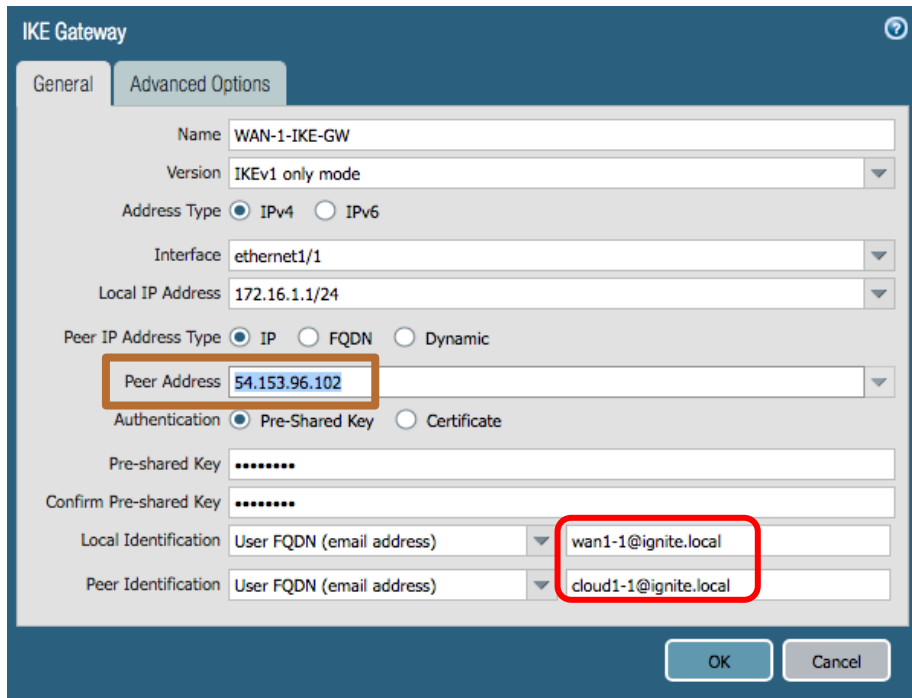 IKE Gateway
General Advanced Options
Name WAN-1-IKE-GW
Version IKEv1 only mode
Address Type IPv4 IPv6
Interface ethernet1/1
Local IP Address 172.16.1.1/24
Peer IP Address Type IP FQDN Dynamic
Peer Address 54.153.96.102
Authentication Pre-Shared Key Certificate
Pre-shared Key ••••••••
Confirm Pre-shared Key ••••••••
Local Identification User FQDN (email address) wan1-1@ignite.local
Peer Identification User FQDN (email address) cloud1-1@ignite.local
OK Cancel